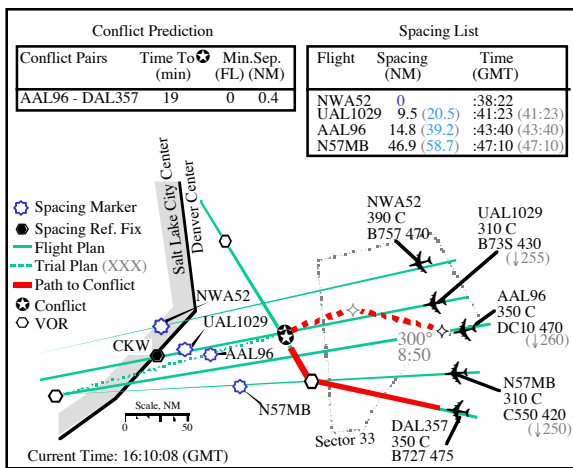 Conflict Prediction
Conflict Pairs Time To Min.Sep.
(min) (FL) (NM)
AAL96 - DAL357 19 0 0.4
Spacing List
Flight Spacing Time
(NM) (GMT)
NWA52 0 :38:22
UAL1029 9.5 (20.5) :41:23 (41:23)
AAL96 14.8 (39.2) :43:40 (43:40)
N57MB 46.9 (58.7) :47:10 (47:10)
Salt Lake City Center
Denver Center
Spacing Marker
Spacing Ref. Fix
Flight Plan
Trial Plan (XXX)
Path to Conflict
Conflict
VOR
NWA52
390 C
B757 470
UAL1029
310 C
B73S 430
(↓255)
AAL96
350 C
DC10 470
(↓260)
NWA52
UAL1029
CKW
AAL96
300°
8:50
N57MB
N57MB
310 C
C550 420
(↓250)
Scale, NM
0 50
Sector 33
DAL357
350 C
B727 475
Current Time: 16:10:08 (GMT)